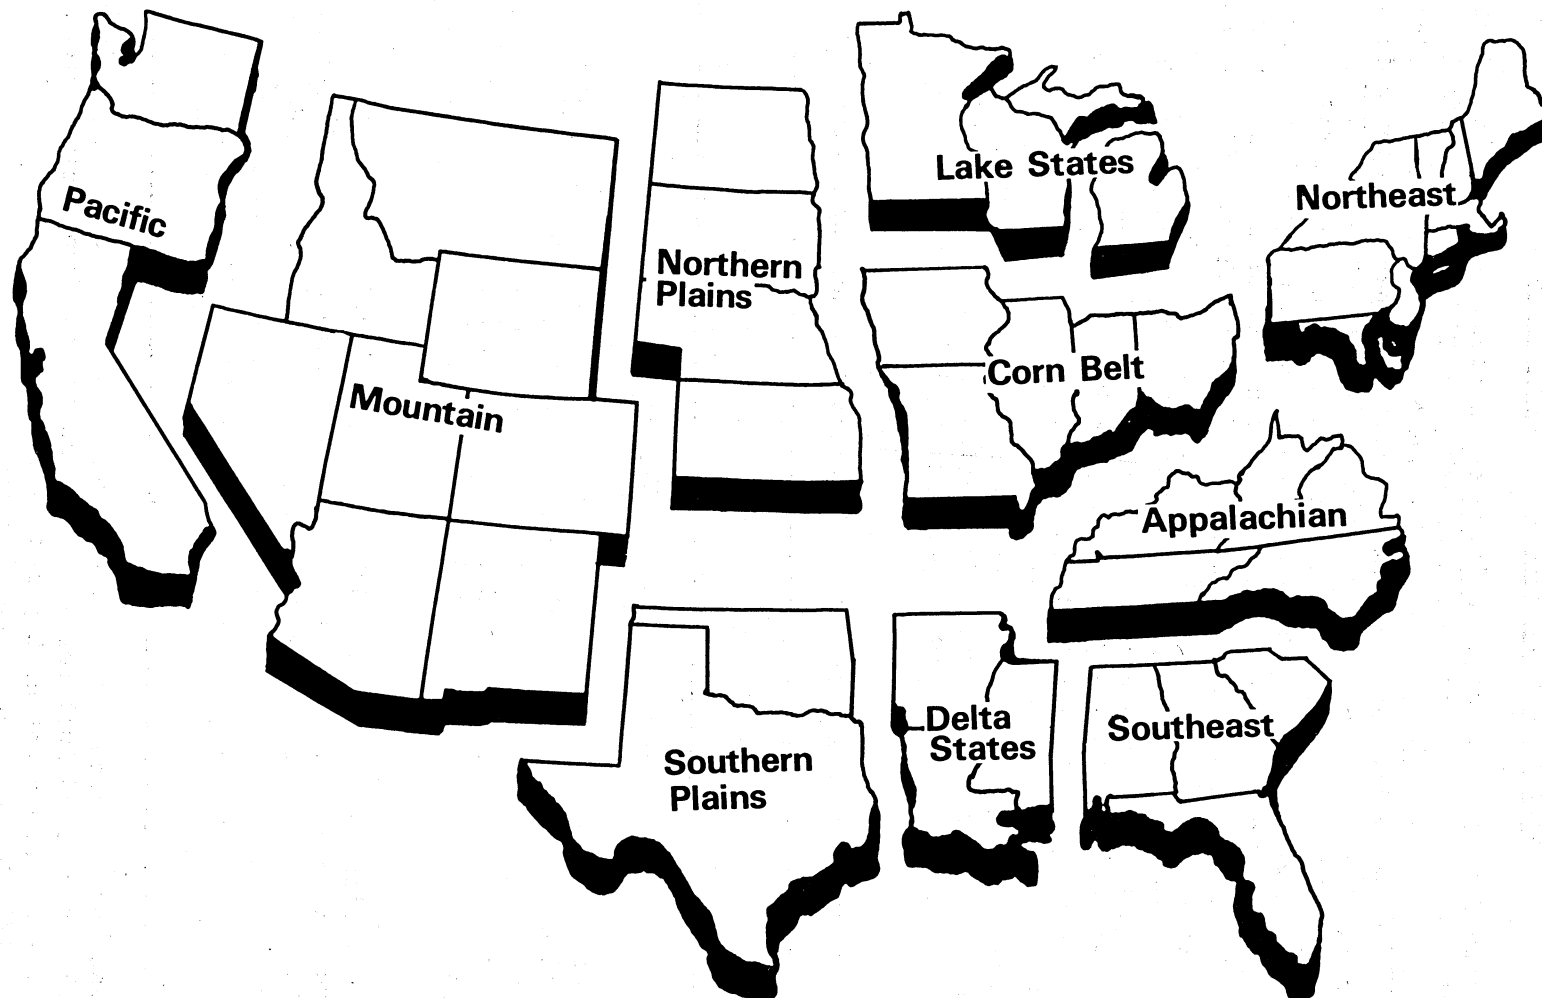 Pacific
Mountain
Northern
Plains
Lake States
Northeast
Corn Belt
Appalachian
Southern
Plains
Delta
States
Southeast